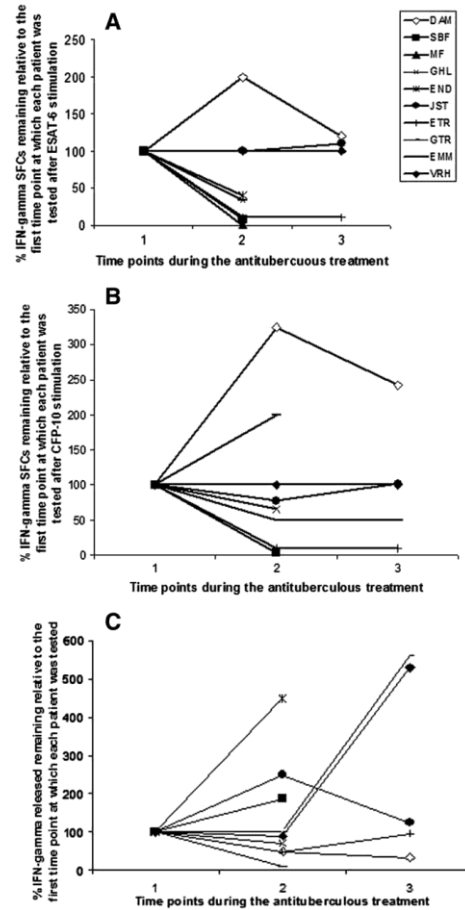 A
% IFN-gamma SFCs remaining relative to the
first time point at which each patient was
tested after ESAT-6 stimulation
250
200
150
100
50
0
1 2 3
Time points during the antitubercuous treatment
DAM
SBF
MF
GHL
END
JST
ETR
GTR
EMM
VRH
B
% IFN-gamma SFCs remaining relative to the
first time point at which each patient was
tested after CFP-10 stimulation
350
300
250
200
150
100
50
0
1 2 3
Time points during the antituberculous treatment
C
% IFN-gamma released remaining relative to the
first time point at which each patient was tested
600
500
400
300
200
100
0
1 2 3
Time points during the antituberculous treatment